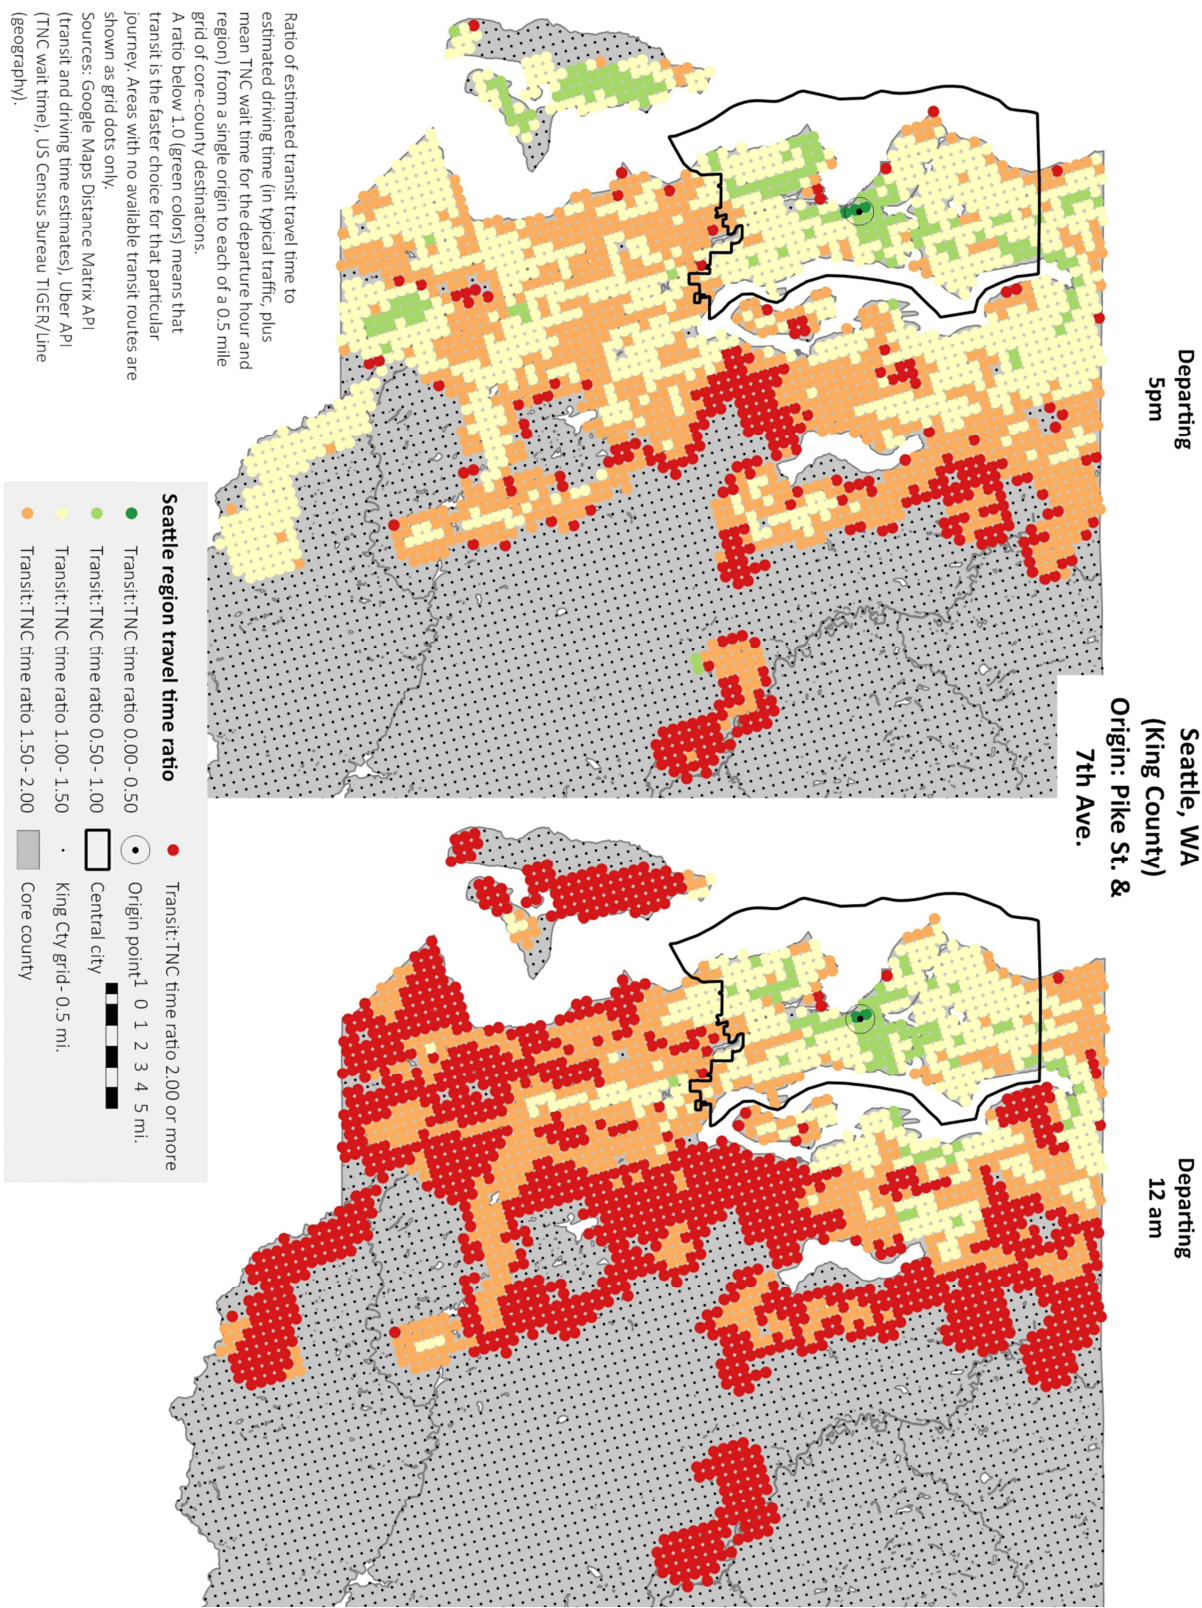 Seattle, WA
(King County)
Origin: Pike St. &
7th Ave.
Departing
5pm
Departing
12 am
Ratio of estimated transit travel time to
estimated driving time (in typical traffic, plus
mean TNC wait time for the departure hour and
region) from a single origin to each of a 0.5 mile
grid of core-county destinations.
A ratio below 1.0 (green colors) means that
transit is the faster choice for that particular
journey. Areas with no available transit routes are
shown as grid dots only.
Sources: Google Maps Distance Matrix API
(transit and driving time estimates), Uber API
(TNC wait time), US Census Bureau TIGER/Line
(geography).
Seattle region travel time ratio
Transit:TNC time ratio 0.00- 0.50
Transit:TNC time ratio 0.50- 1.00
Transit:TNC time ratio 1.00- 1.50
Transit:TNC time ratio 1.50- 2.00
Transit:TNC time ratio 2.00 or more
Origin point
Central city
King Cty grid- 0.5 mi.
Core county
1 0 1 2 3 4 5 mi.